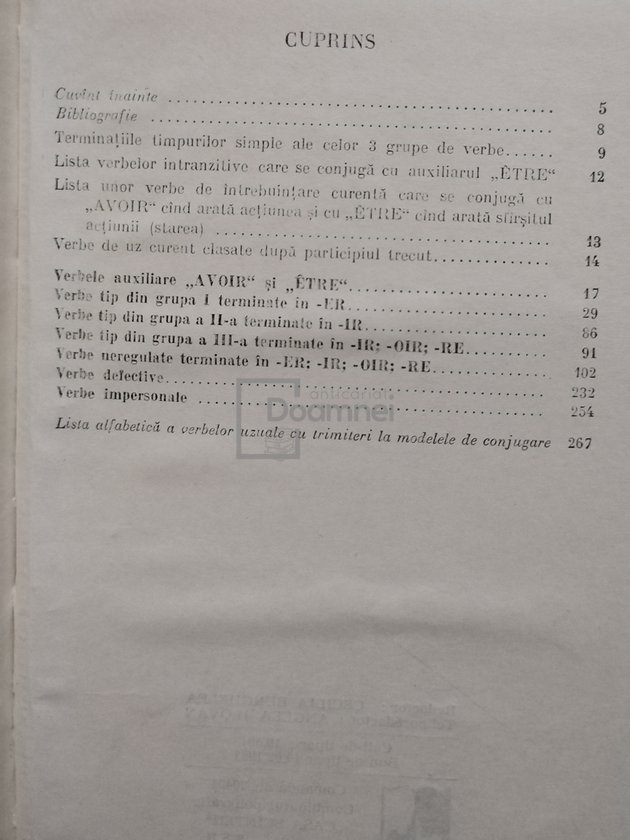 CUPRINS
Cuvînt înainte .................... 5
Bibliografie .................... 8
Terminațiile timpurilor simple ale celor 3 grupe de verbe...... 9
Lista verbelor intranzitive care se conjugă cu auxiliarul „ÊTRE“ 12
Lista unor verbe de întrebuințare curentă care se conjugă cu
„AVOIR“ cînd arată acțiunea și cu „ÊTRE“ cînd arată sfîrșitul
acțiunii (starea) .................... 13
Verbe de uz curent clasate după participiul trecut............ 14
Verbele auxiliare „AVOIR“ și „ÊTRE“.................... 17
Verbe tip din grupa I terminate în -ER.................... 29
Verbe tip din grupa a II-a terminate în -IR.................... 86
Verbe tip din grupa a III-a terminate în -IR; -OIR; -RE.......... 91
Verbe neregulate terminate în -ER; -IR; -OIR; -RE............ 102
Verbe defective.................... 232
Verbe impersonale .................... 254
Lista alfabetică a verbelor uzuale cu trimiteri la modelele de conjugare 267
anticariat
Doamnei